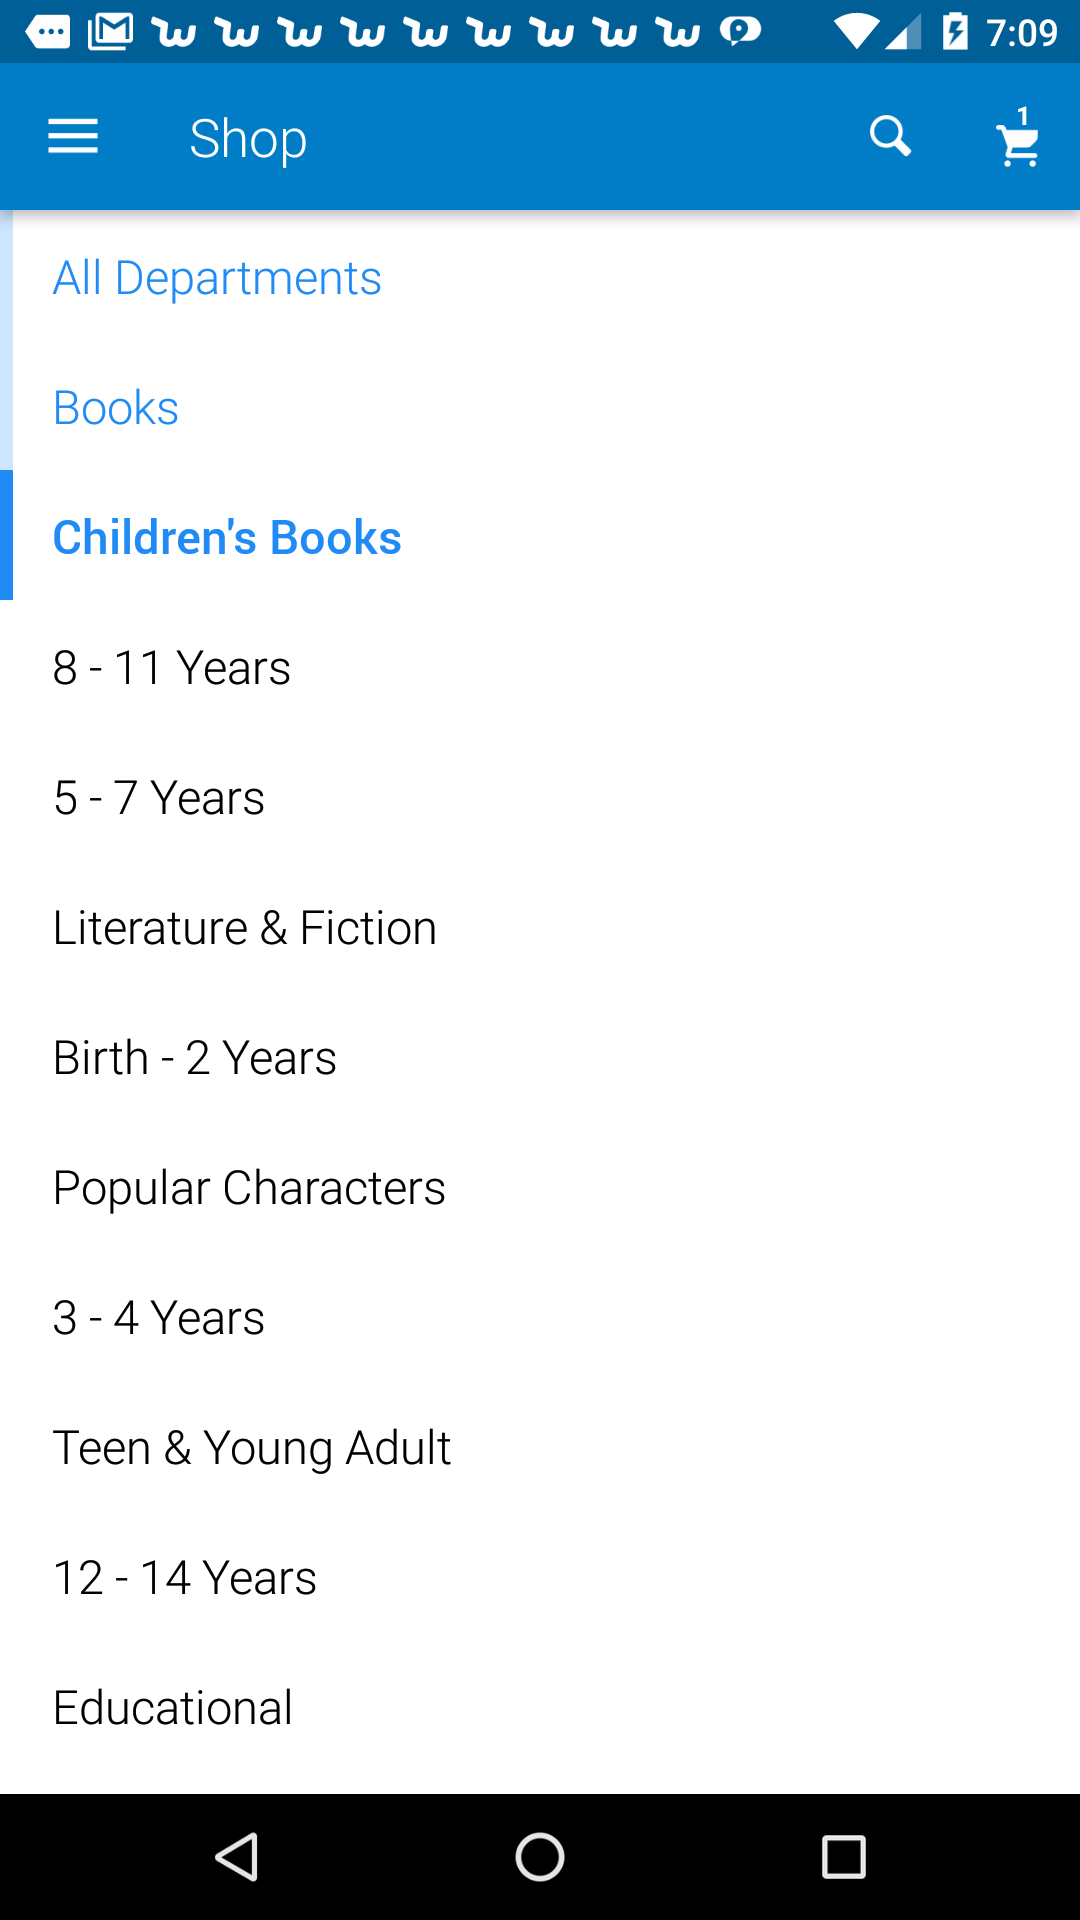 7:09
Shop
1
All Departments
Books
Children's Books
8 - 11 Years
5 - 7 Years
Literature & Fiction
Birth - 2 Years
Popular Characters
3 - 4 Years
Teen & Young Adult
12 - 14 Years
Educational